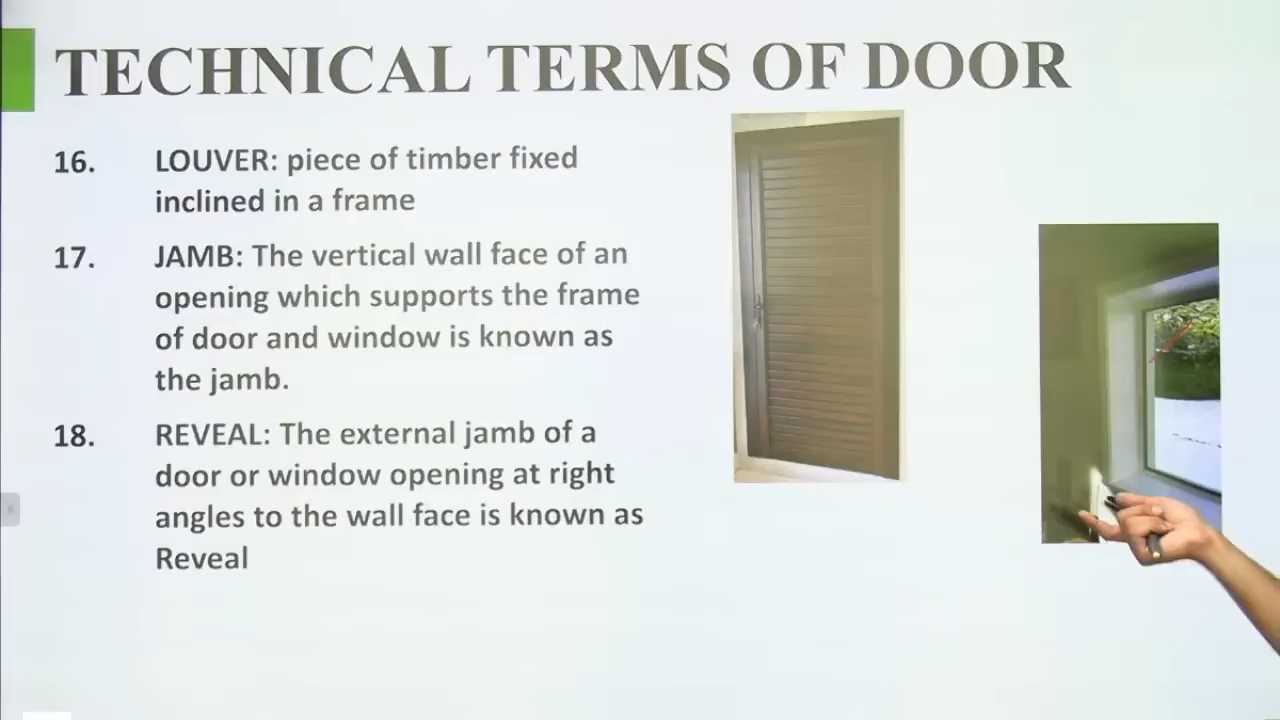 TECHNICAL TERMS OF DOOR
16. LOUVER: piece of timber fixed
inclined in a frame
17. JAMB: The vertical wall face of an
opening which supports the frame
of door and window is known as
the jamb.
18. REVEAL: The external jamb of a
door or window opening at right
angles to the wall face is known as
Reveal